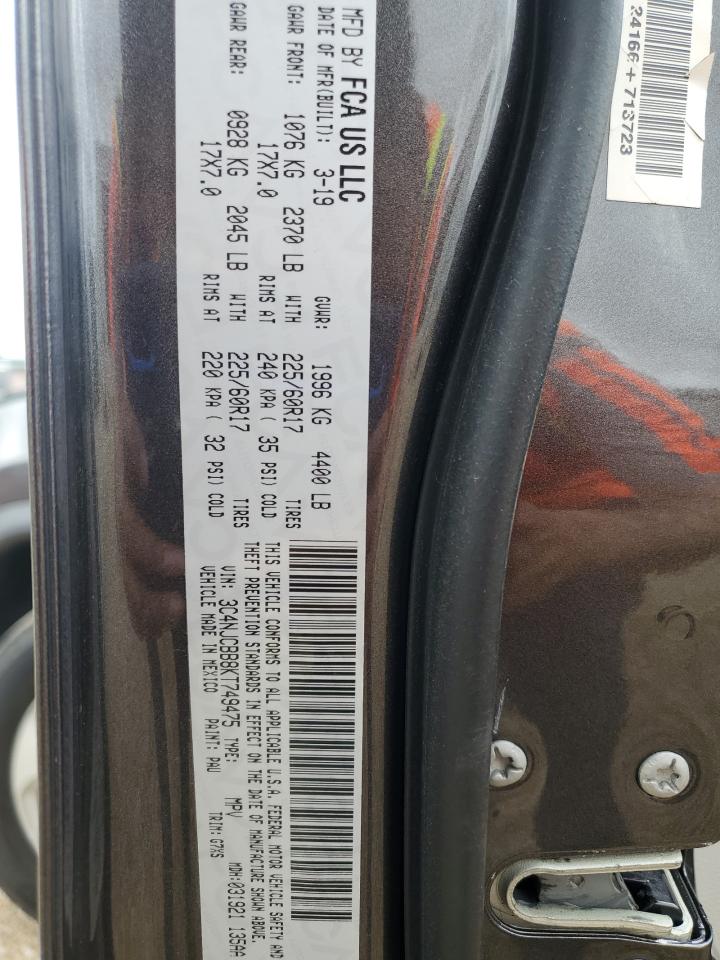 MFD BY FCA US LLC
DATE OF MFR(BUILT): 3-19 GVWR: 1996 KG 4400 LB
GAWR FRONT: 1076 KG 2370 LB WITH 225/60R17 TIRES
17X7.0 RIMS AT 240 KPA ( 35 PSI) COLD
GAWR REAR: 0928 KG 2045 LB WITH 225/60R17 TIRES
17X7.0 RIMS AT 220 KPA ( 32 PSI) COLD
THIS VEHICLE CONFORMS TO ALL APPLICABLE U.S.A. FEDERAL MOTOR VEHICLE SAFETY AND
THEFT PREVENTION STANDARDS IN EFFECT ON THE DATE OF MANUFACTURE SHOWN ABOVE.
VIN: 3C4NJCBB8KT749475 TYPE: MPV MDH:031921 135AA
VEHICLE MADE IN MEXICO PAINT: PAU TRIM: G7XS
24166 + 713723